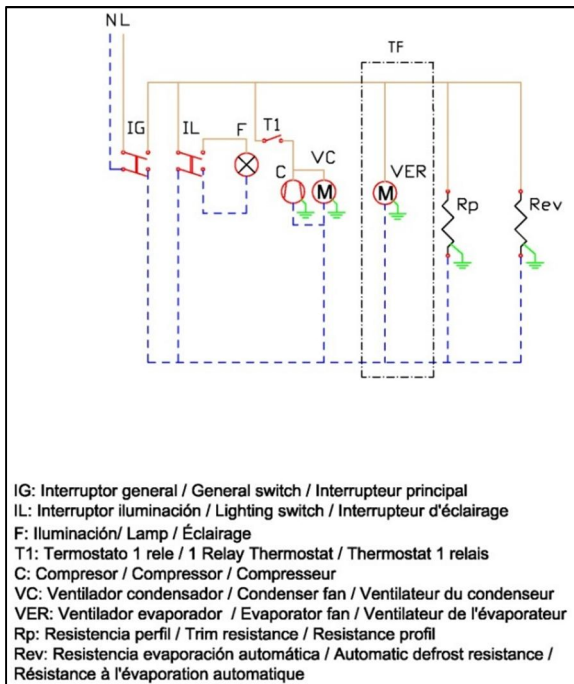 N L
TF
IG IL F T1
C VC
VER
Rp Rev
M M
IG: Interruptor general / General switch / Interrupteur principal
IL: Interruptor iluminación / Lighting switch / Interrupteur d'éclairage
F: Iluminación/ Lamp / Éclairage
T1: Termostato 1 rele / 1 Relay Thermostat / Thermostat 1 relais
C: Compresor / Compressor / Compresseur
VC: Ventilador condensador / Condenser fan / Ventilateur du condenseur
VER: Ventilador evaporador / Evaporator fan / Ventilateur de l'évaporateur
Rp: Resistencia perfil / Trim resistance / Resistance profil
Rev: Resistencia evaporación automática / Automatic defrost resistance /
Résistance à l'évaporation automatique